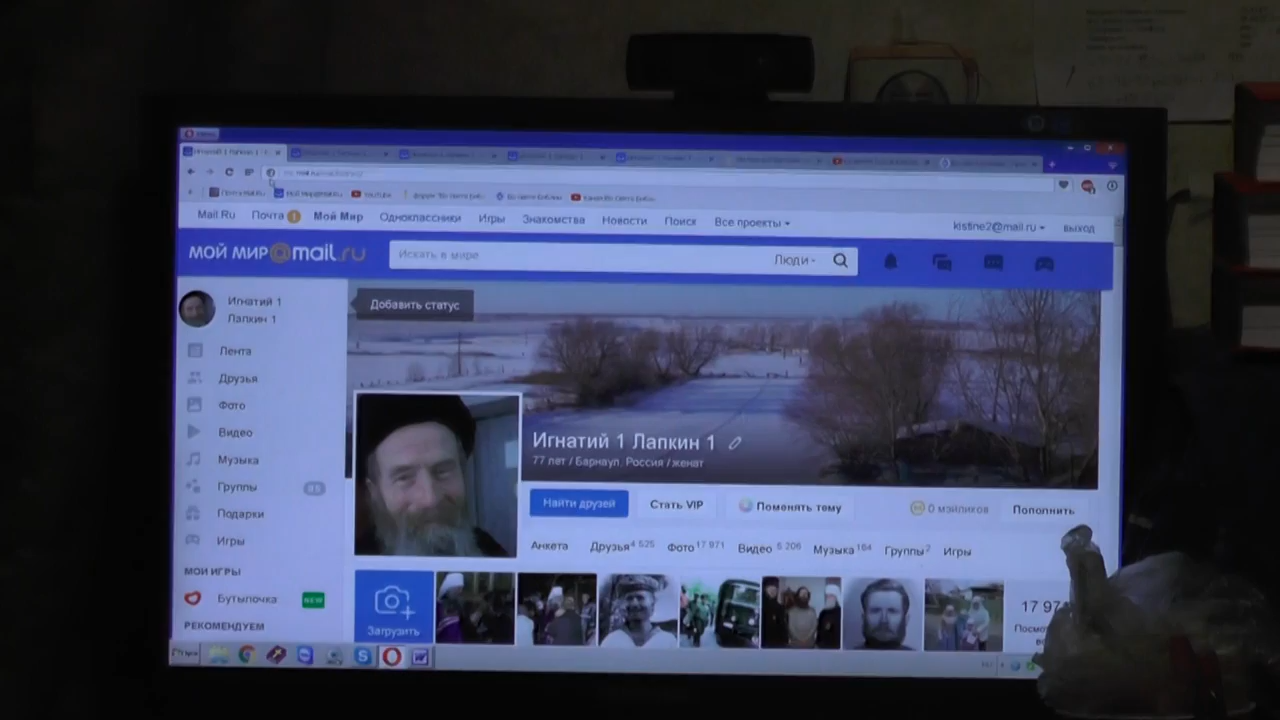 Mail.Ru Почта 1 Мой Мир Одноклассники Игры Знакомства Новости Поиск Все проекты kistine2@mail.ru выход
МОЙ МИР@mail.ru Искать в мире Люди
Игнатий 1
Лапкин 1
Добавить статус
Лента
Друзья
Фото
Видео
Музыка
Группы
Подарки
Игры
МОИ ИГРЫ
Бутылочка NEW
РЕКОМЕНДУЕМ
Игнатий 1 Лапкин 1
77 лет / Барнаул, Россия / женат
Найти друзей Стать VIP Поменять тему 0 мэйликов Пополнить
Анкета Друзья 4 525 Фото 17 971 Видео 5 206 Музыка 164 Группы 2 Игры
Загрузить
17 97